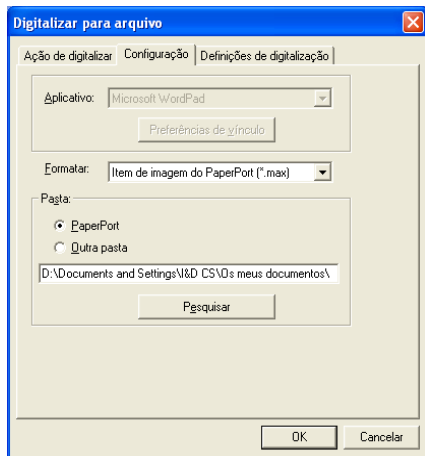 Digitalizar para arquivo
Ação de digitalizar Configuração Definições de digitalização
Aplicativo: Microsoft WordPad
Preferências de vínculo
Formatar: Item de imagem do PaperPort (*.max)
Pasta:
PaperPort
Outra pasta
D:\Documents and Settings\I&D CS\Os meus documentos\
Pesquisar
OK Cancelar